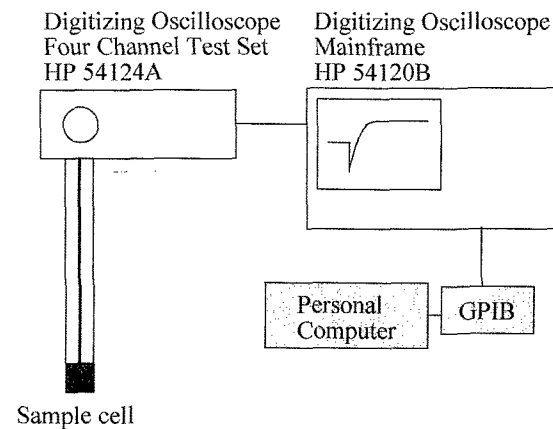 Digitizing Oscilloscope
Four Channel Test Set
HP 54124A
Digitizing Oscilloscope
Mainframe
HP 54120B
Personal
Computer
GPIB
Sample cell